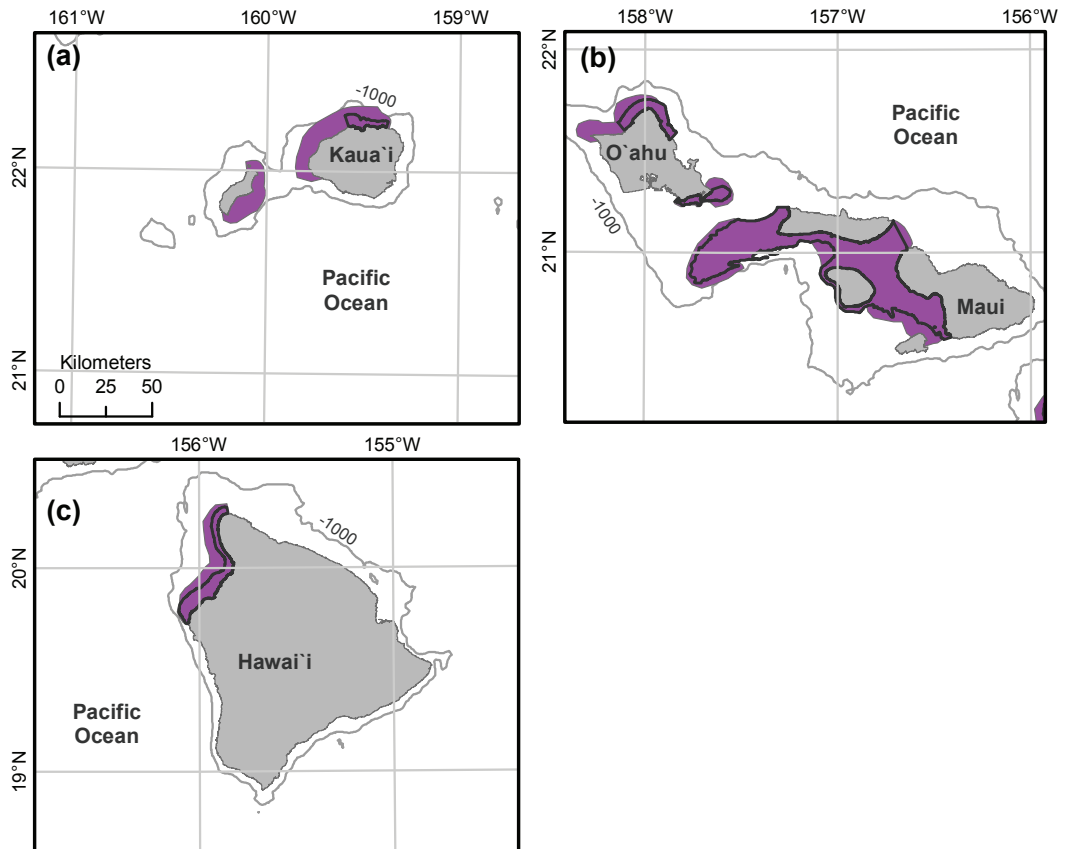 161°W 160°W 159°W
(a)
-1000
Kaua`i
22°N
Pacific
Ocean
Kilometers
0 25 50
21°N
158°W 157°W 156°W
22°N
(b)
Pacific
Ocean
O`ahu
-1000
21°N
Maui
156°W 155°W
(c)
-1000
20°N
Hawai`i
Pacific
Ocean
19°N